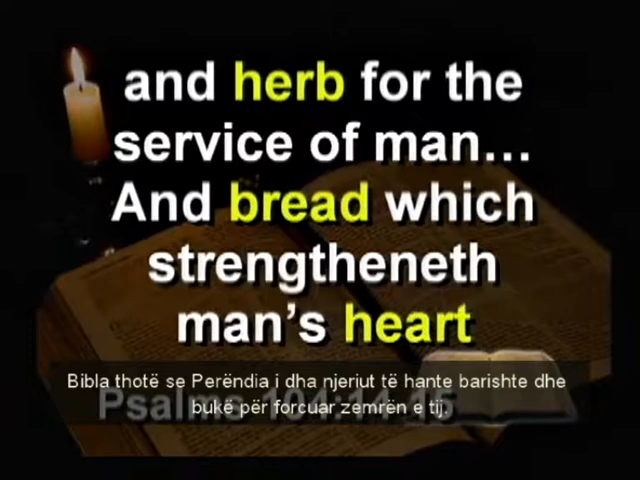 and herb for the
service of man...
And bread which
strengtheneth
man's heart
Bibla thotë se Perëndia i dha njeriut të hante barishte dhe
bukë për forcuar zemrën e tij.
Psalms 104:14,15